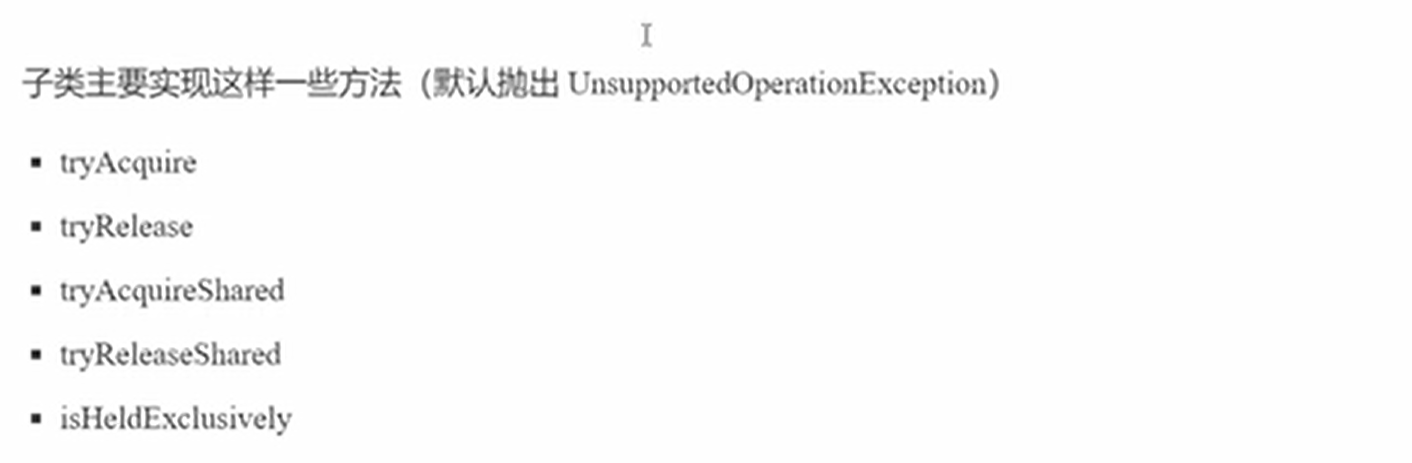 子类主要实现这样一些方法（默认抛出 UnsupportedOperationException）
▪ tryAcquire
▪ tryRelease
▪ tryAcquireShared
▪ tryReleaseShared
▪ isHeldExclusively